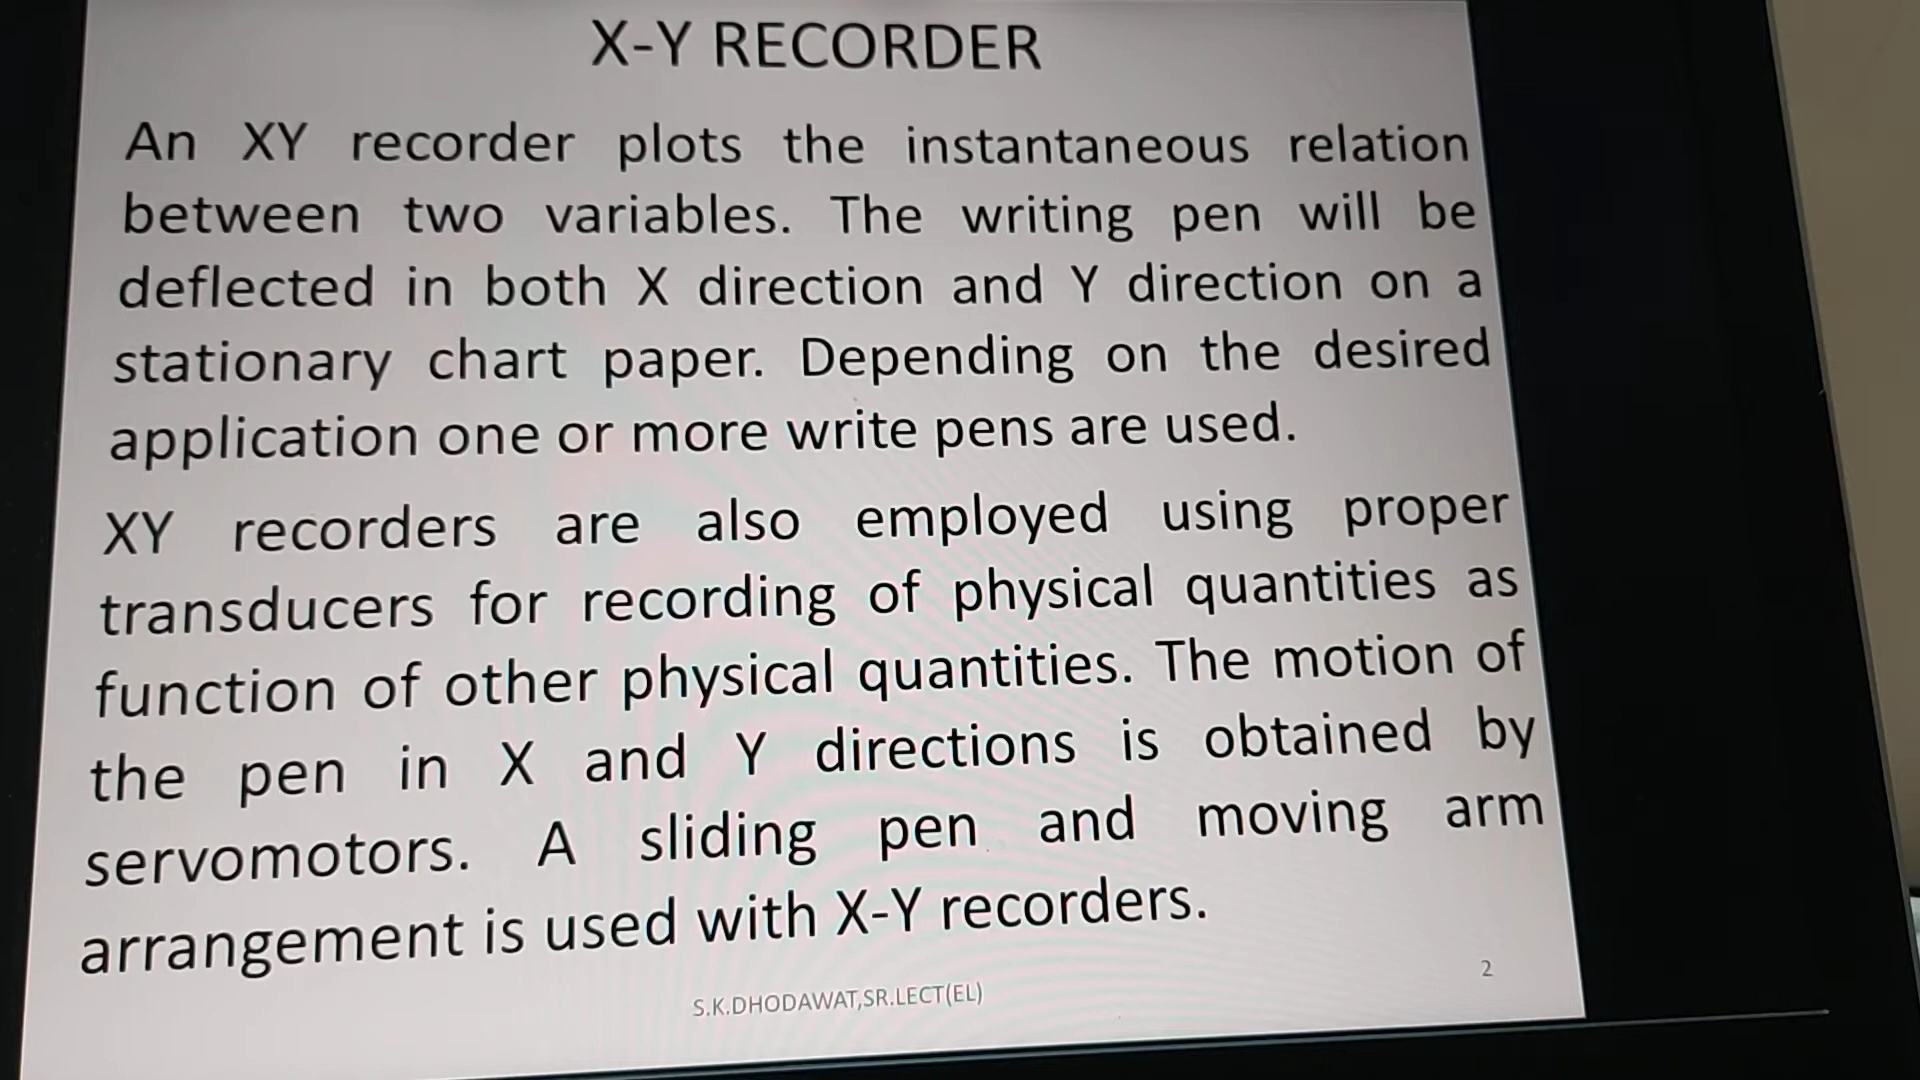 X-Y RECORDER
An XY recorder plots the instantaneous relation
between two variables. The writing pen will be
deflected in both X direction and Y direction on a
stationary chart paper. Depending on the desired
application one or more write pens are used.
XY recorders are also employed using proper
transducers for recording of physical quantities as
function of other physical quantities. The motion of
the pen in X and Y directions is obtained by
servomotors. A sliding pen and moving arm
arrangement is used with X-Y recorders.
2
S.K.DHODAWAT,SR.LECT(EL)